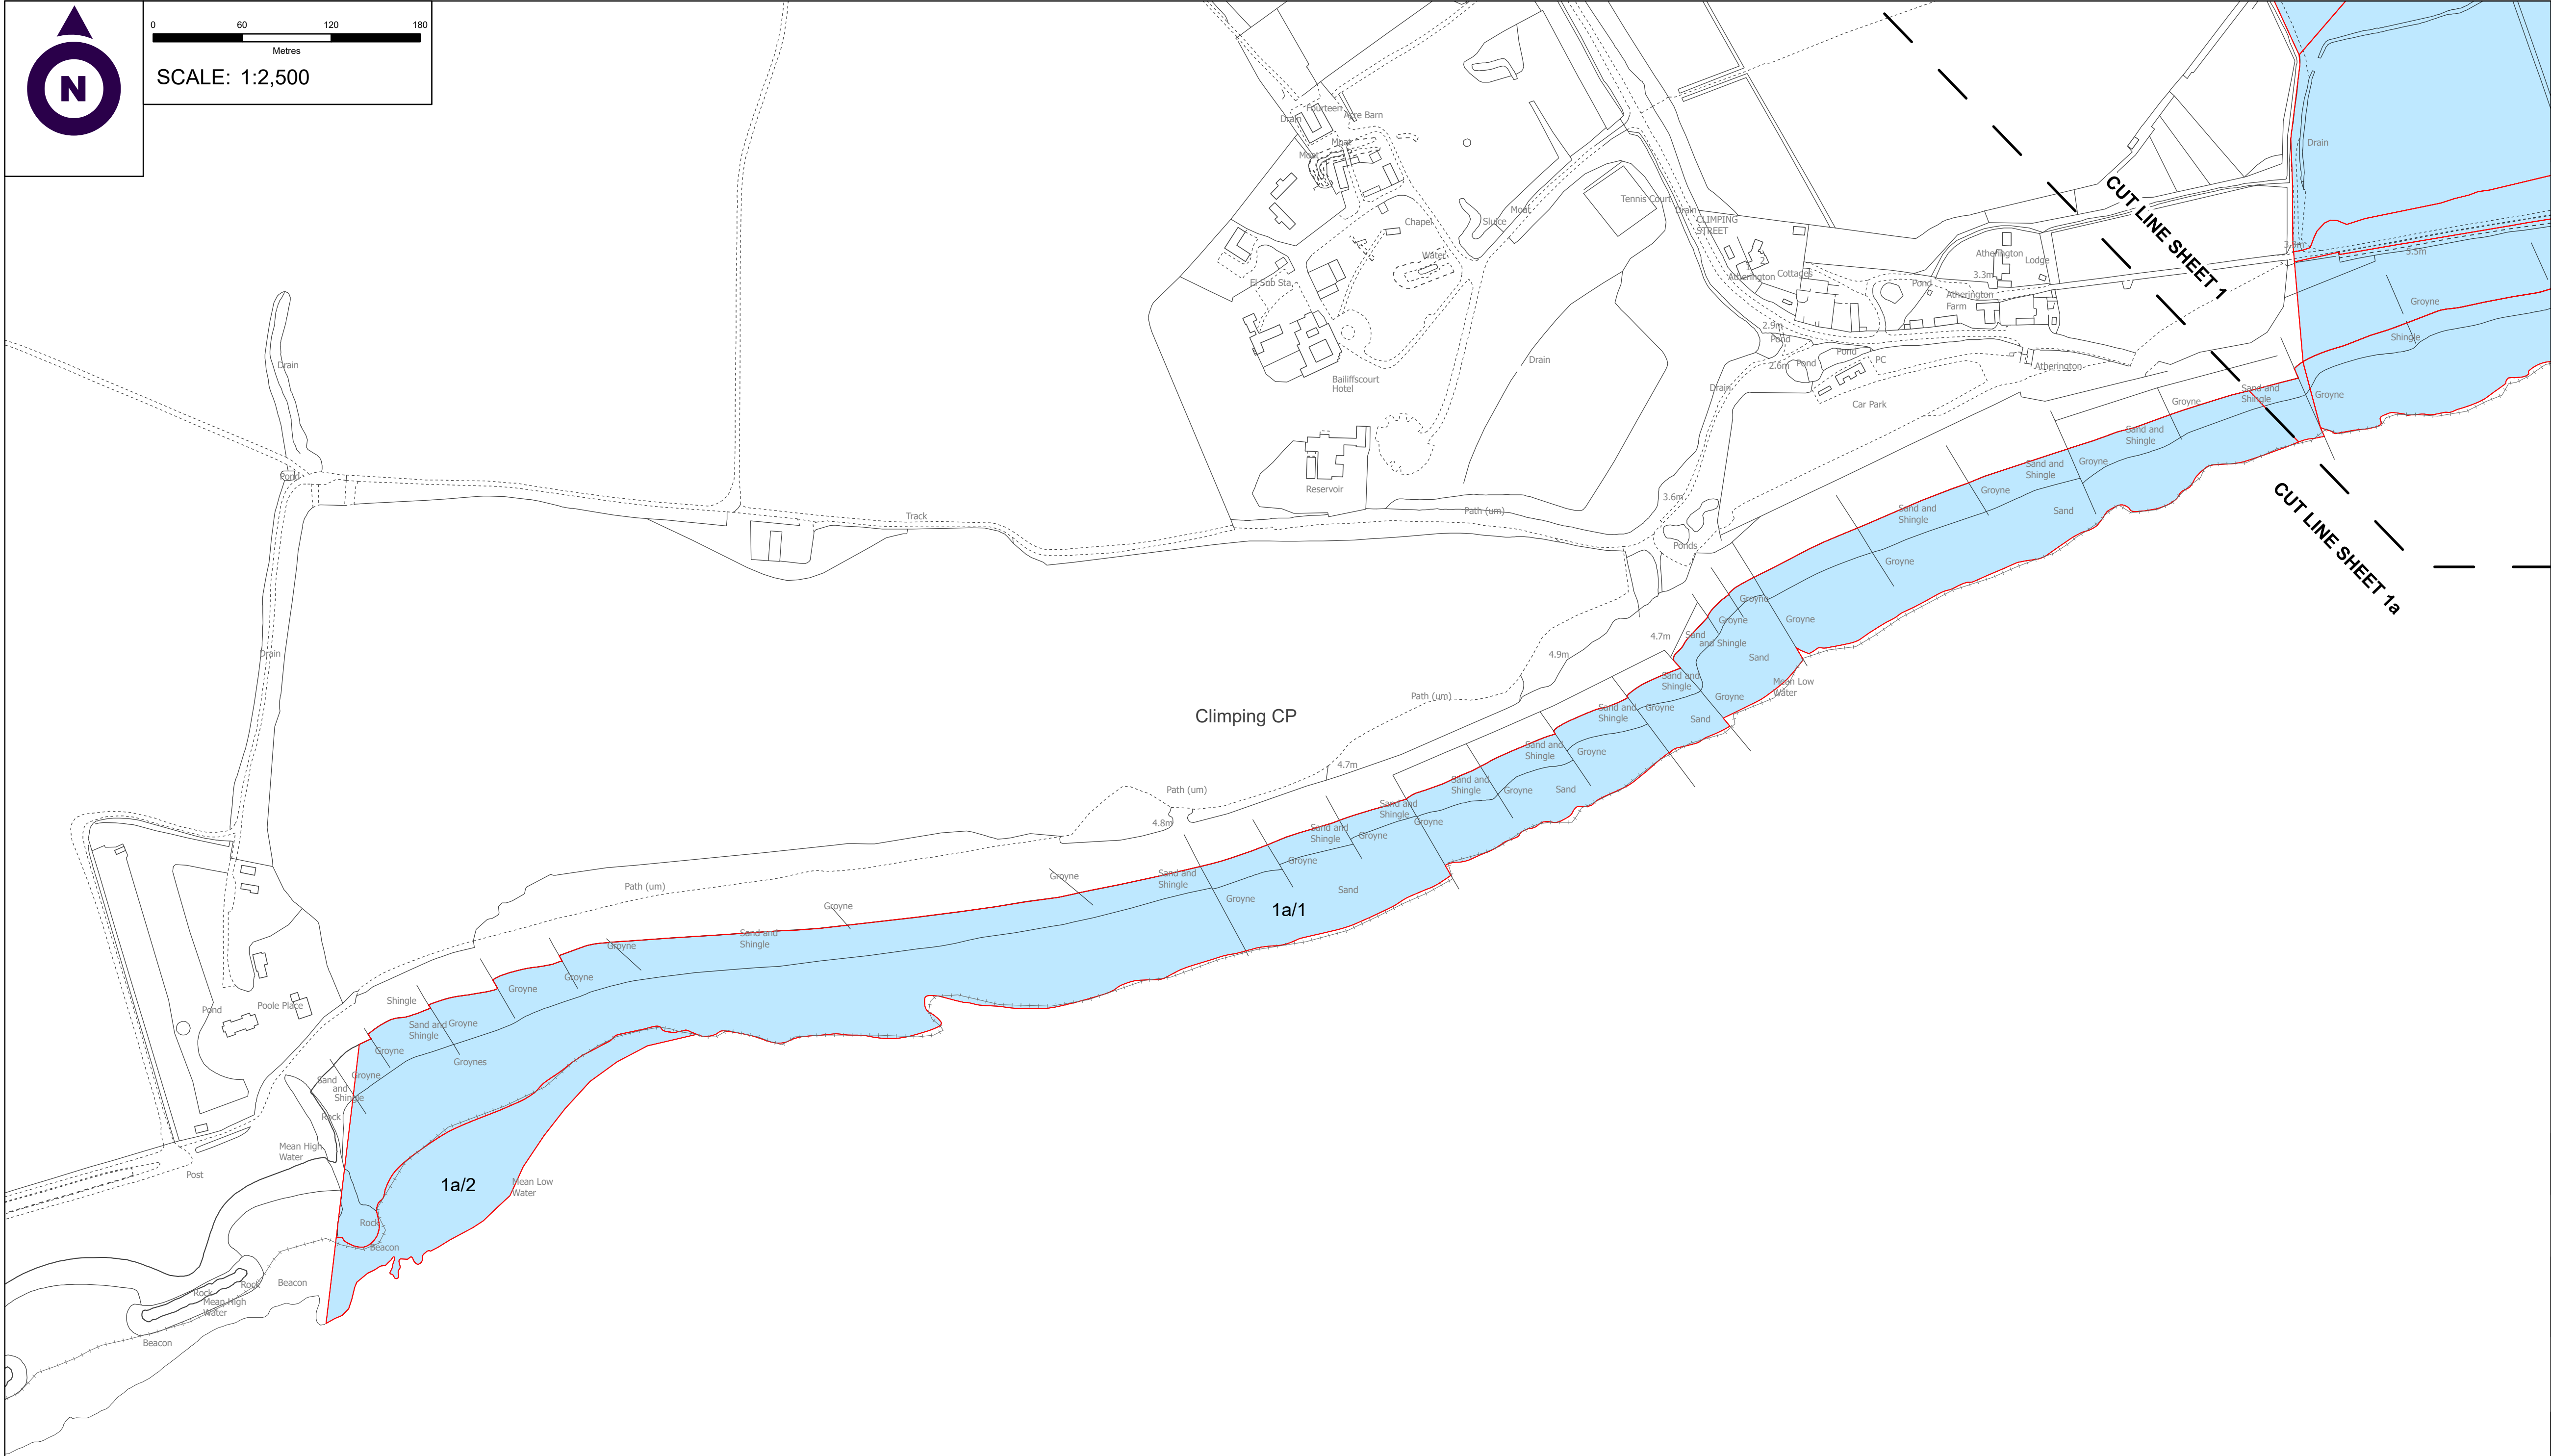 N
0 60 120 180
Metres
SCALE: 1:2,500
Fourteen
Acre Barn
Drain
Moat
Moat
Chapel
Water
Sluice
Moat
Tennis Court
Drain
CLIMPING
STREET
El Sub Sta
Bailiffscourt
Hotel
Reservoir
Drain
1
2
Atherington
Cottages
2.9m
Pond
2.6m
Pond
Pond
PC
Drain
Car Park
Pond
3.3m
Atherington
Farm
Atherington
Lodge
Atherington
CUT LINE SHEET 1
CUT LINE SHEET 1a
Drain
Groyne
Shingle
Groyne
Sand and
Shingle
Groyne
Sand and
Shingle
Groyne
Sand and
Shingle
Sand
Groyne
Sand and
Shingle
Groyne
Drain
Pond
Track
Path (um)
3.6m
Ponds
Drain
Groyne
Groyne
Groyne
Sand
and Shingle
Sand
4.7m
4.9m
Mean Low
Water
Sand and
Shingle
Groyne
Sand and
Shingle
Groyne
Sand
Path (um)
Climping CP
Sand and
Shingle
Groyne
4.7m
Sand and
Shingle
Groyne
Sand
Path (um)
4.8m
Sand and
Shingle
Groyne
Sand and
Shingle
Groyne
Groyne
Sand
Groyne
1a/1
Sand and
Shingle
Groyne
Path (um)
Groyne
Sand and
Shingle
Groyne
Groyne
Groyne
Shingle
Sand and
Shingle
Groyne
Groynes
Groyne
Groyne
Poole Place
Pond
Sand
and
Shingle
Rock
Mean High
Water
Post
1a/2
Mean Low
Water
Rock
Beacon
Beacon
Rock
Rock
Mean High
Water
Beacon